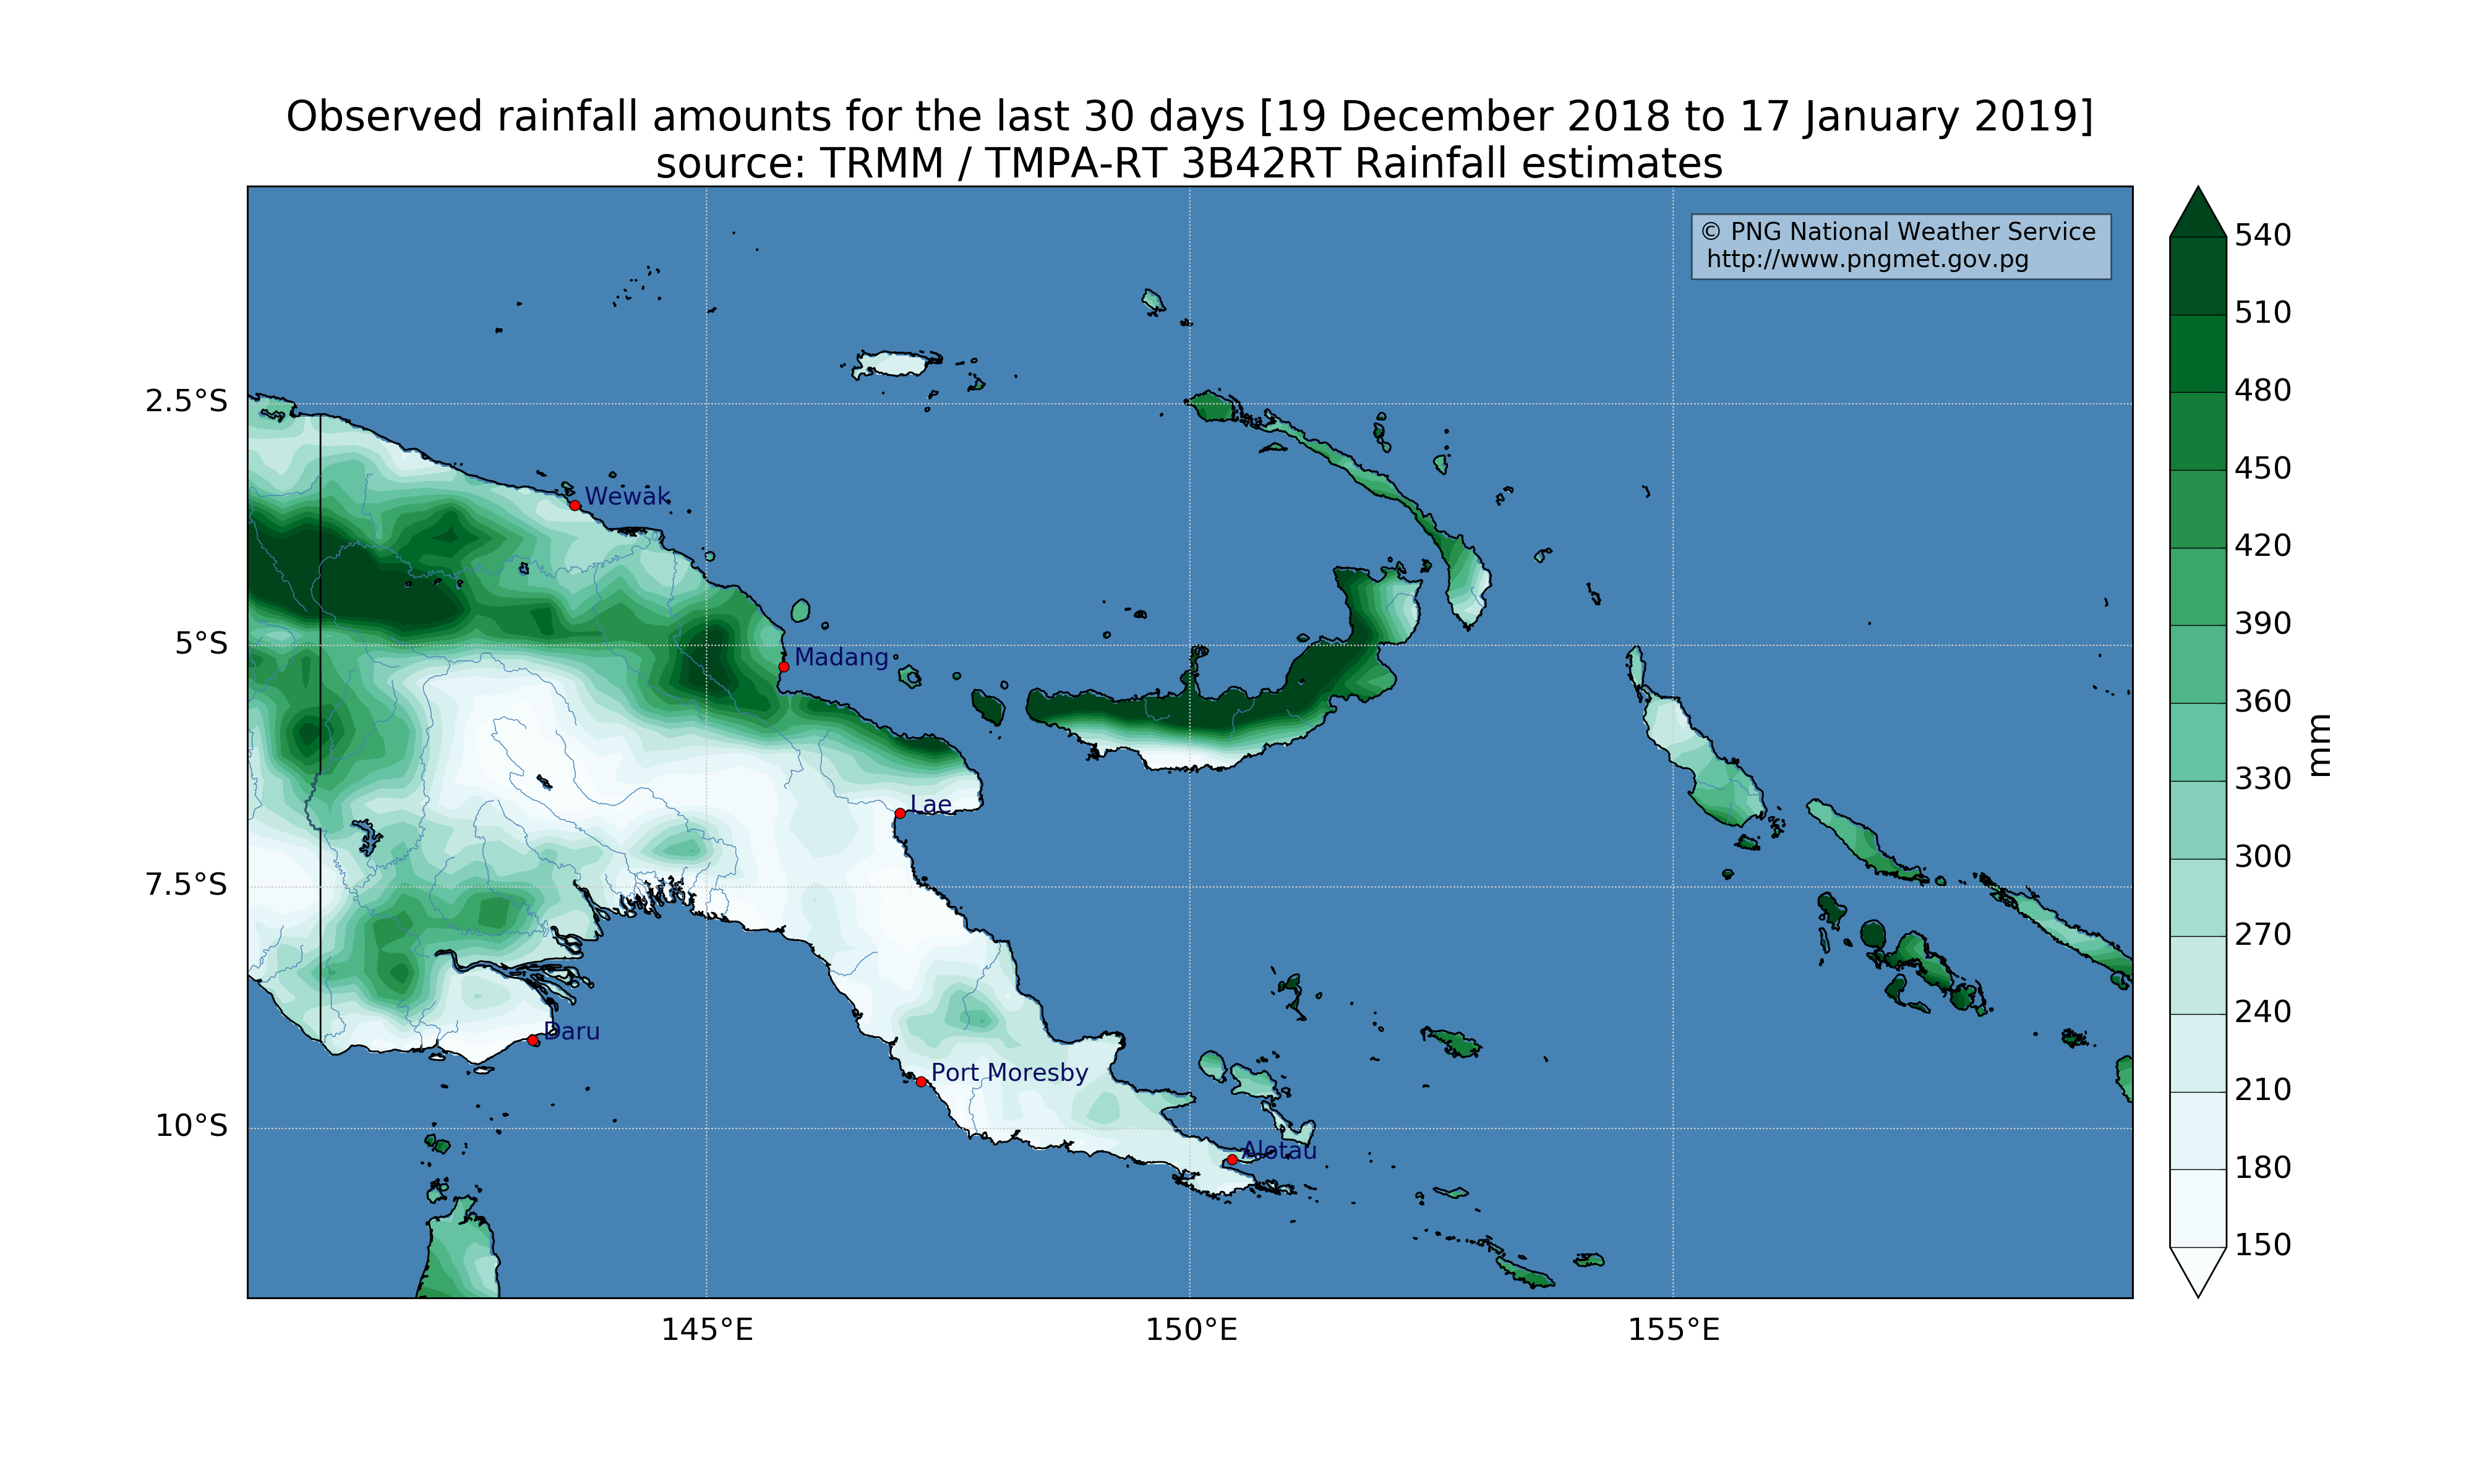 Observed rainfall amounts for the last 30 days [19 December 2018 to 17 January 2019]
source: TRMM / TMPA-RT 3B42RT Rainfall estimates
© PNG National Weather Service
http://www.pngmet.gov.pg
540
510
480
450
420
390
360
330
300
270
240
210
180
150
mm
2.5°S
5°S
7.5°S
10°S
Wewak
Madang
Lae
Daru
Port Moresby
Alotau
145°E
150°E
155°E